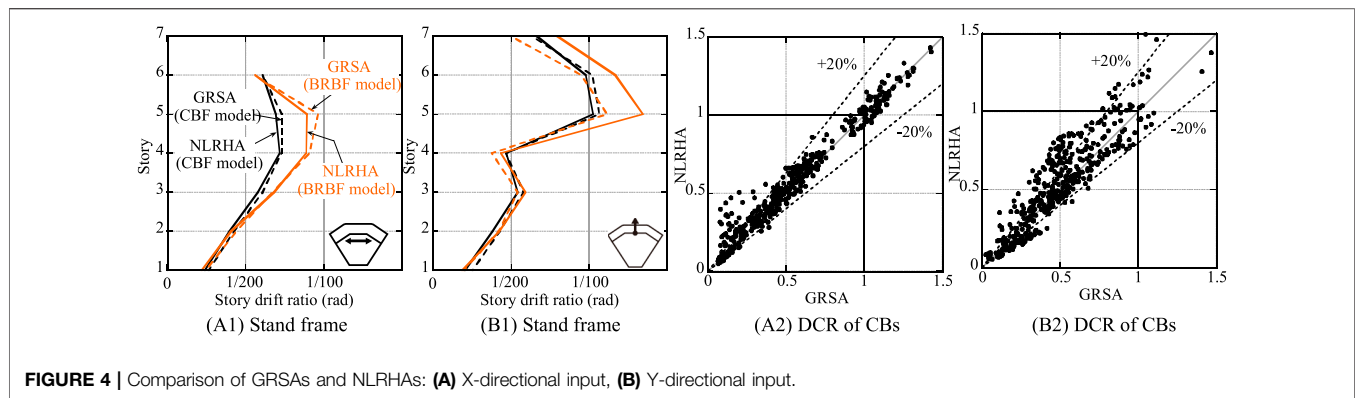 7
6
5
4
3
2
1
Story
GRSA
(BRBF model)
GRSA
(CBF model)
NLRHA
(CBF model)
NLRHA
(BRBF model)
0
1/200
1/100
Story drift ratio (rad)
(A1) Stand frame
7
6
5
4
3
2
1
Story
0
1/200
1/100
Story drift ratio (rad)
(B1) Stand frame
1.5
1
0.5
0
NLRHA
+20%
-20%
0
0.5
1
1.5
GRSA
(A2) DCR of CBs
1.5
1
0.5
0
NLRHA
+20%
-20%
0
0.5
1
1.5
GRSA
(B2) DCR of CBs
FIGURE 4 | Comparison of GRSAs and NLRHAs: (A) X-directional input, (B) Y-directional input.